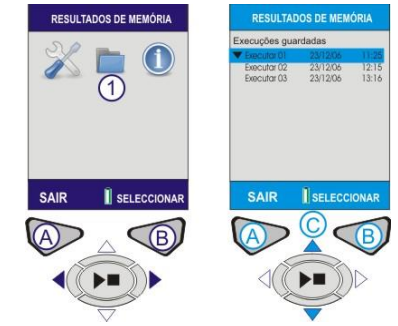 RESULTADOS DE MEMÓRIA
1
SAIR
SELECCIONAR
A
B
RESULTADOS DE MEMÓRIA
Execuções guardadas
Executar 01 23/12/06 11:25
Executar 02 23/12/06 12:15
Executar 03 23/12/06 13:16
SAIR
SELECCIONAR
A
C
B